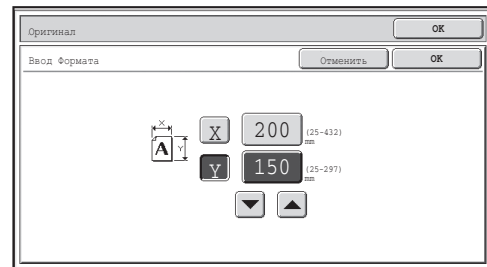 Оригинал OK
Ввод Формата Отменить OK
X
A Y
X 200 (25-432)
mm
Y 150 (25-297)
mm